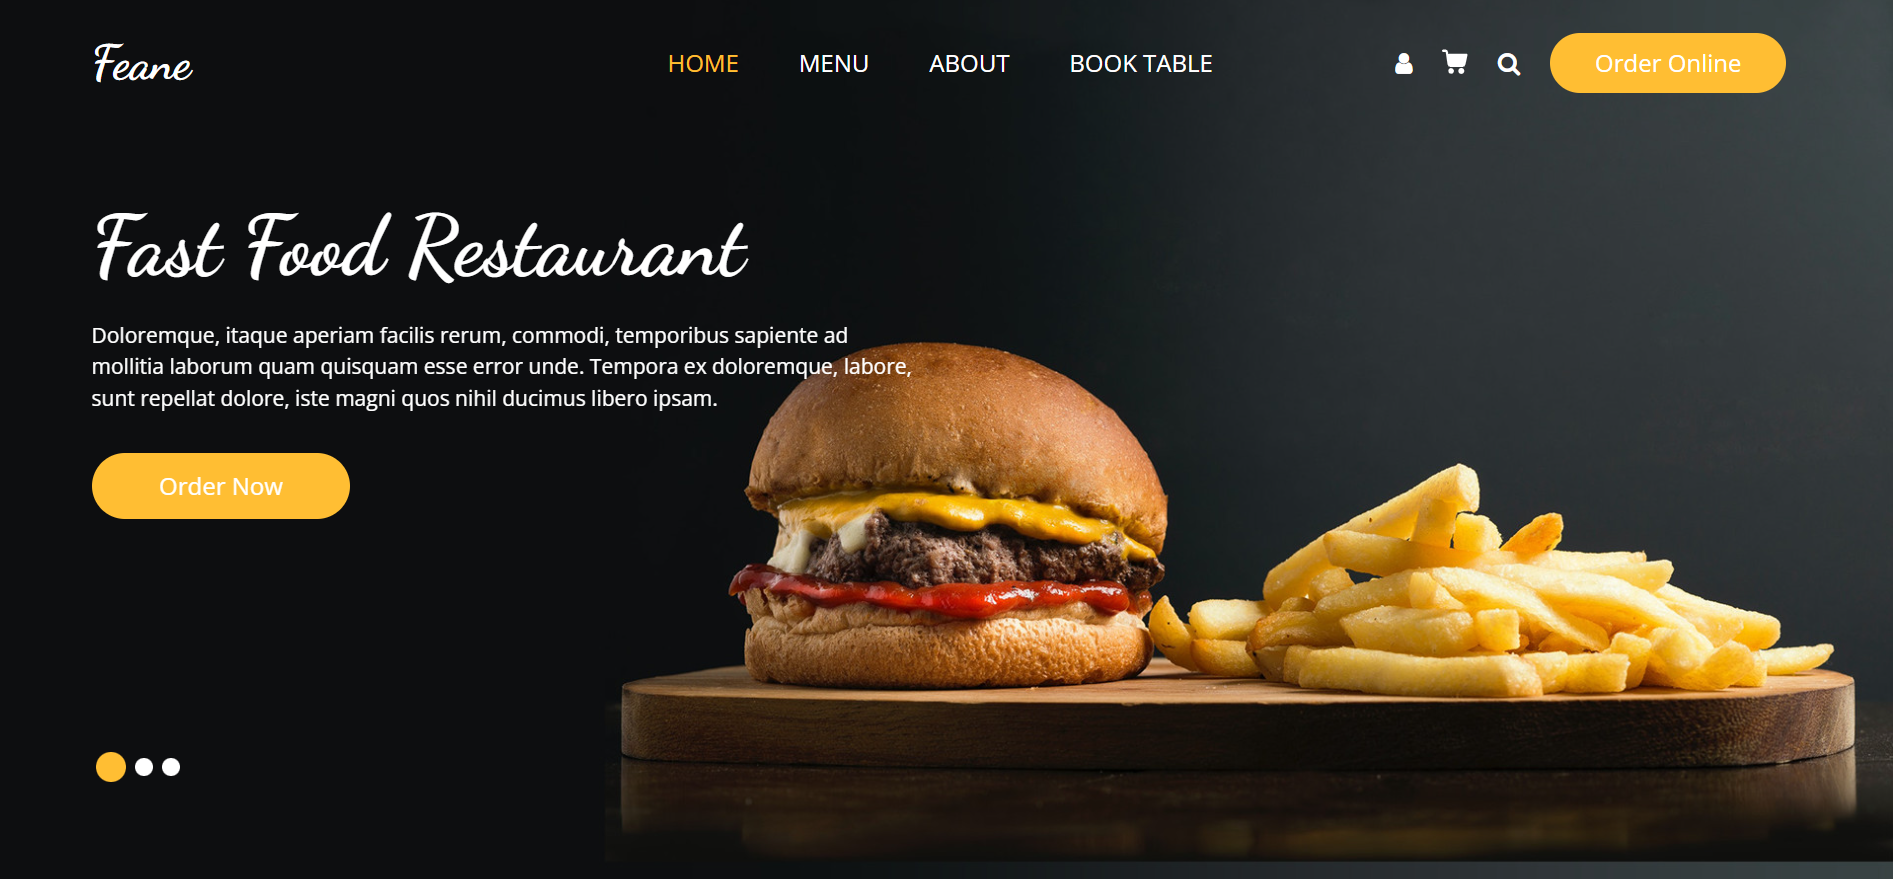 Feane
HOME MENU ABOUT BOOK TABLE
Order Online
Fast Food Restaurant
Doloremque, itaque aperiam facilis rerum, commodi, temporibus sapiente ad
mollitia laborum quam quisquam esse error unde. Tempora ex doloremque, labore,
sunt repellat dolore, iste magni quos nihil ducimus libero ipsam.
Order Now